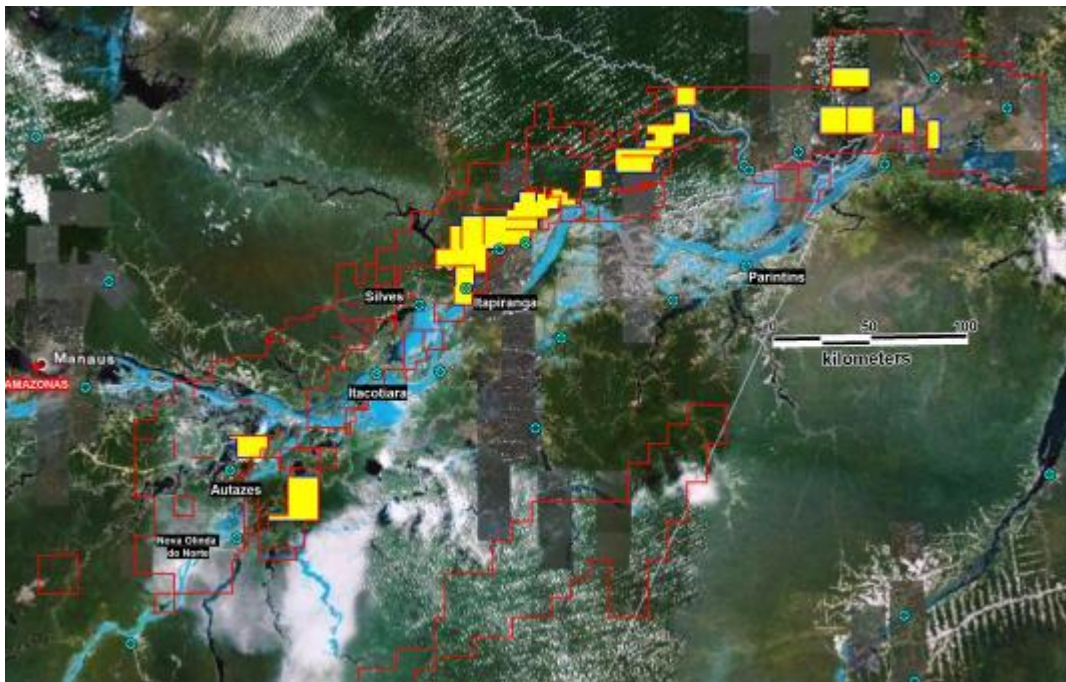 Parintins
Silves
Itapiranga
0 50 100
kilometers
Manaus
AMAZONAS
Itacotiara
Autazes
Nova Olinda
do Norte